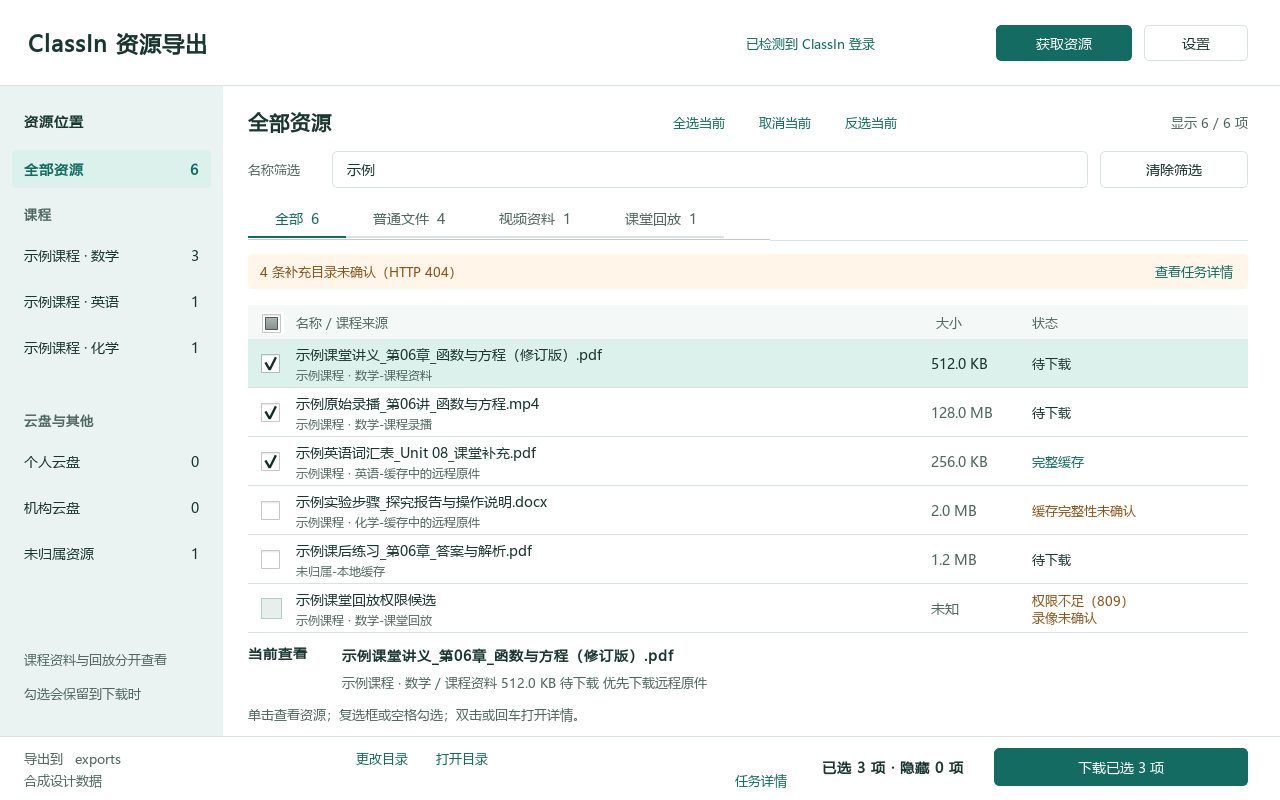 ClassIn 资源导出
已检测到 ClassIn 登录
获取资源
设置
资源位置
全部资源 6
课程
示例课程 · 数学 3
示例课程 · 英语 1
示例课程 · 化学 1
云盘与其他
个人云盘 0
机构云盘 0
未归属资源 1
课程资料与回放分开查看
勾选会保留到下载时
全部资源
全选当前
取消当前
反选当前
显示 6 / 6 项
名称筛选
示例
清除筛选
全部 6
普通文件 4
视频资料 1
课堂回放 1
4 条补充目录未确认（HTTP 404）
查看任务详情
名称 / 课程来源
大小
状态
示例课堂讲义_第06章_函数与方程（修订版）.pdf
示例课程 · 数学-课程资料
512.0 KB
待下载
示例原始录播_第06讲_函数与方程.mp4
示例课程 · 数学-课程录播
128.0 MB
待下载
示例英语词汇表_Unit 08_课堂补充.pdf
示例课程 · 英语-缓存中的远程原件
256.0 KB
完整缓存
示例实验步骤_探究报告与操作说明.docx
示例课程 · 化学-缓存中的远程原件
2.0 MB
缓存完整性未确认
示例课后练习_第06章_答案与解析.pdf
未归属-本地缓存
1.2 MB
待下载
示例课堂回放权限候选
示例课程 · 数学-课堂回放
未知
权限不足（809）
录像未确认
当前查看
示例课堂讲义_第06章_函数与方程（修订版）.pdf
示例课程 · 数学 / 课程资料 512.0 KB 待下载 优先下载远程原件
单击查看资源；复选框或空格勾选；双击或回车打开详情。
导出到 exports
更改目录
打开目录
合成设计数据
任务详情
已选 3 项 · 隐藏 0 项
下载已选 3 项